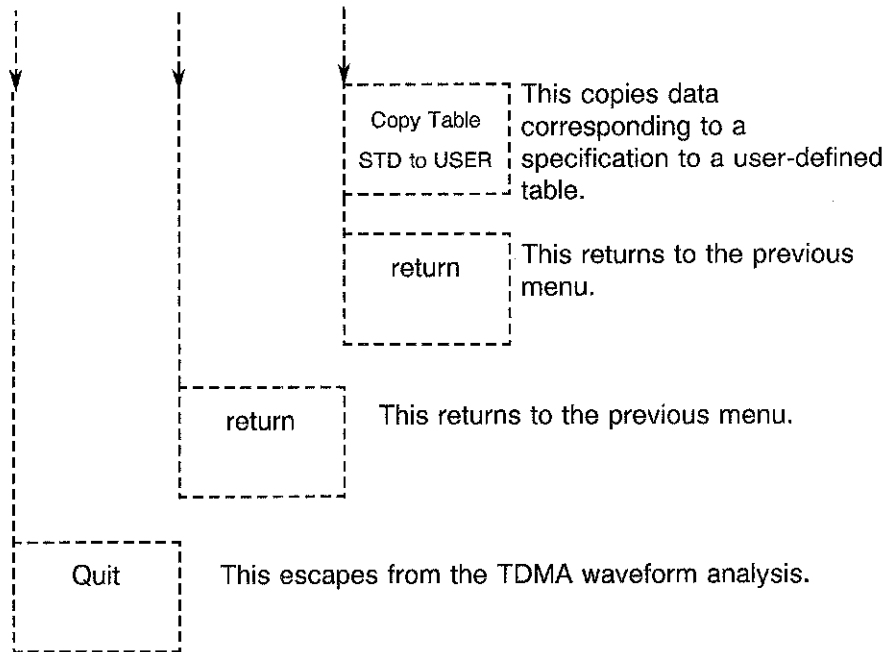 Copy Table
STD to USER
This copies data
corresponding to a
specification to a user-defined
table.
return
This returns to the previous
menu.
return
This returns to the previous menu.
Quit
This escapes from the TDMA waveform analysis.